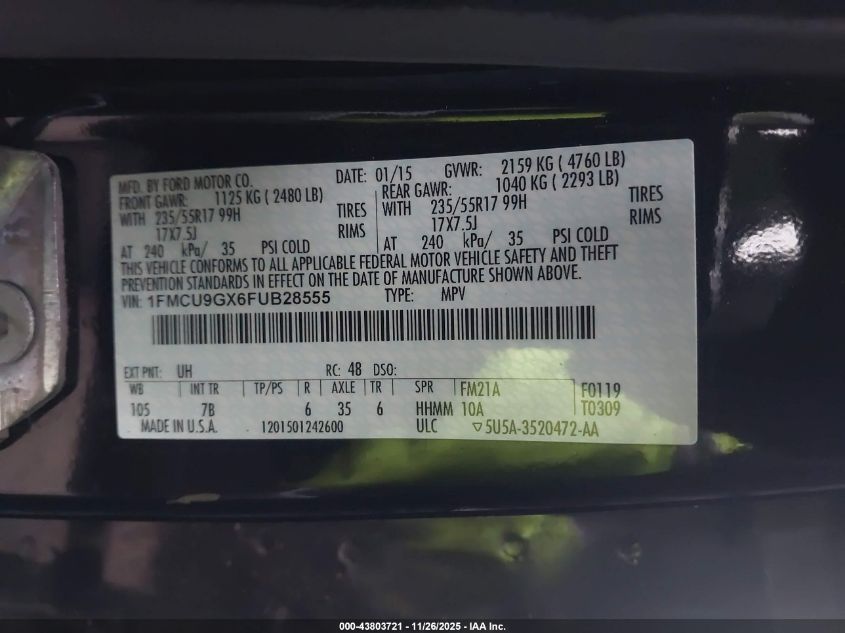 MFD. BY FORD MOTOR CO. DATE: 01/15 GVWR: 2159 KG ( 4760 LB)
FRONT GAWR: 1125 KG ( 2480 LB) REAR GAWR: 1040 KG ( 2293 LB)
WITH 235/55R17 99H TIRES WITH 235/55R17 99H TIRES
17X7.5J RIMS 17X7.5J RIMS
AT 240 kPa/ 35 PSI COLD AT 240 kPa/ 35 PSI COLD
THIS VEHICLE CONFORMS TO ALL APPLICABLE FEDERAL MOTOR VEHICLE SAFETY AND THEFT
PREVENTION STANDARDS IN EFFECT ON THE DATE OF MANUFACTURE SHOWN ABOVE.
VIN: 1FMCU9GX6FUB28555 TYPE: MPV
EXT PNT: UH RC: 48 DSO:
WB INT TR TP/PS R AXLE TR SPR FM21A F0119
105 7B 6 35 6 HHMM 10A T0309
MADE IN U.S.A. 1201501242600 ULC ▽5U5A-3520472-AA
000-43803721 - 11/26/2025 - IAA Inc.